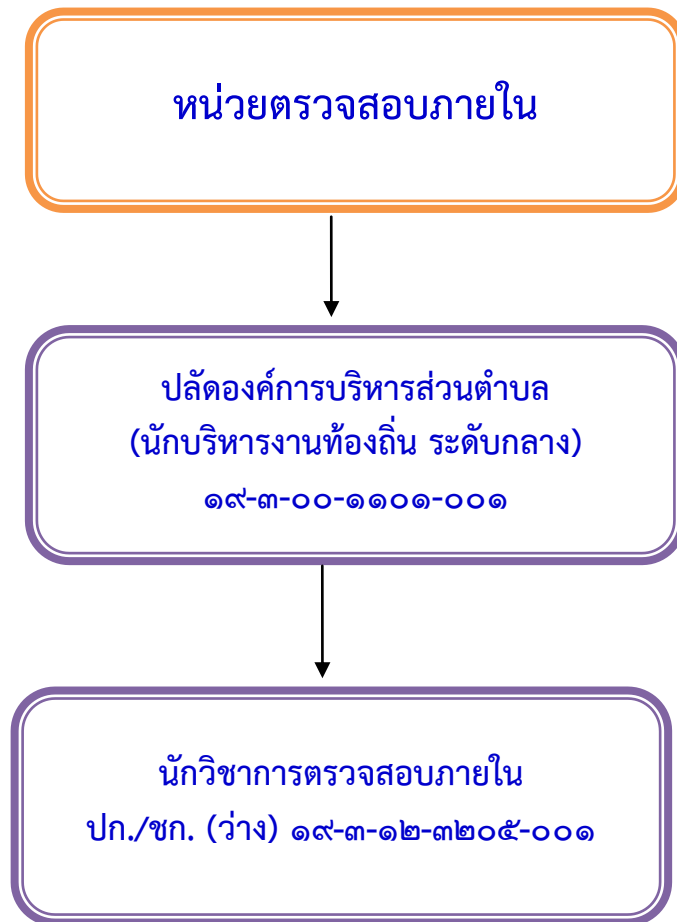 หน่วยตรวจสอบภายใน
ปลัดองค์การบริหารส่วนตำบล
(นักบริหารงานท้องถิ่น ระดับกลาง)
๑๙-๓-๐๐-๑๑๐๑-๐๐๑
นักวิชาการตรวจสอบภายใน
ปก./ชก. (ว่าง) ๑๙-๓-๑๒-๓๒๐๕-๐๐๑